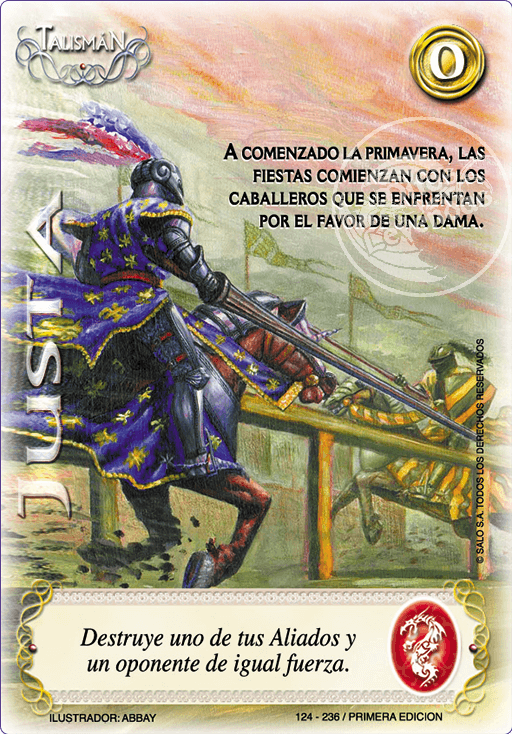 TALISMÁN
0
A COMENZADO LA PRIMAVERA, LAS
FIESTAS COMIENZAN CON LOS
CABALLEROS QUE SE ENFRENTAN
POR EL FAVOR DE UNA DAMA.
JUSTA
© SALO S.A. TODOS LOS DERECHOS RESERVADOS
Destruye uno de tus Aliados y
un oponente de igual fuerza.
ILUSTRADOR: ABBAY
124 - 236 / PRIMERA EDICION